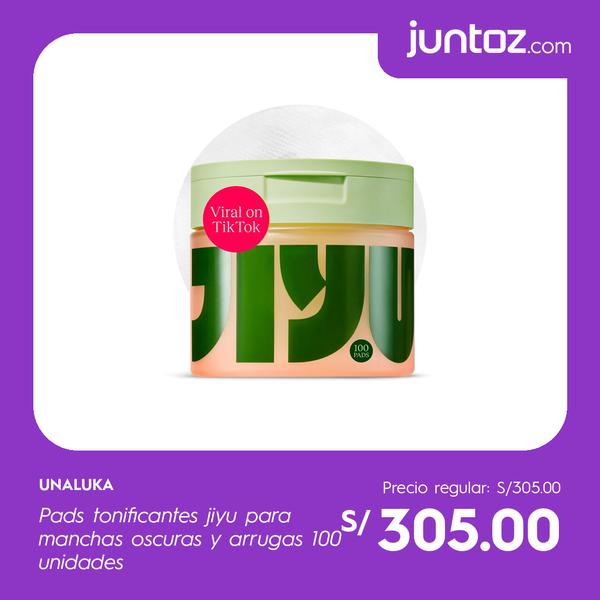 juntoz.com
Viral on
TikTok
JIYU
100
PADS
UNALUKA
Precio regular: S/305.00
Pads tonificantes jiyu para
manchas oscuras y arrugas 100
unidades
S/ 305.00